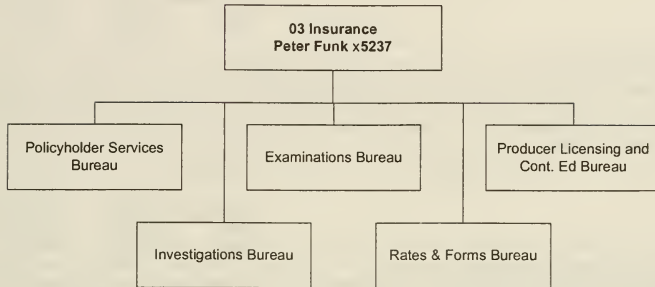 03 Insurance
Peter Funk x5237
Policyholder Services
Bureau
Examinations Bureau
Producer Licensing and
Cont. Ed Bureau
Investigations Bureau
Rates & Forms Bureau